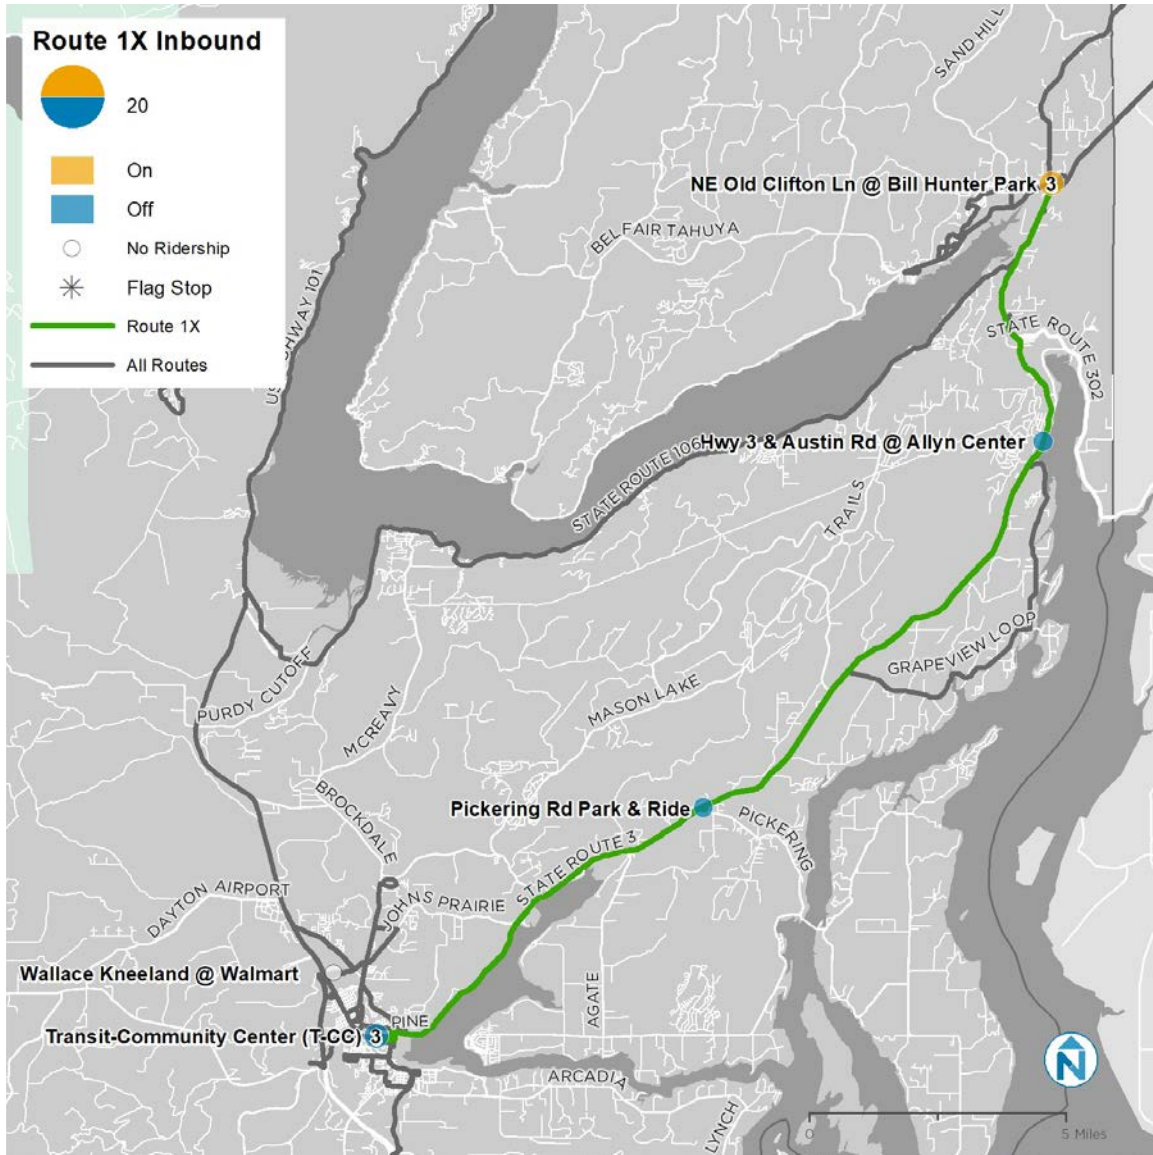 Route 1X Inbound
20
On
Off
No Ridership
Flag Stop
Route 1X
All Routes
SAND HILL
NE Old Clifton Ln @ Bill Hunter Park 3
BELFAIR TAHUYA
STATE ROUTE 302
Hwy 3 & Austin Rd @ Allyn Center
STATE ROUTE 106
TRAILS
GRAPEVIEW LOOP
PURDY CUTOFF
MCREAVY
MASON LAKE
BROCKDALE
Pickering Rd Park & Ride
PICKERING
STATE ROUTE 3
DAYTON AIRPORT
JOHNS PRAIRIE
Wallace Kneeland @ Walmart
AGATE
PINE
Transit-Community Center (T-CC) 3
ARCADIA
LYNCH
N
0
5 Miles